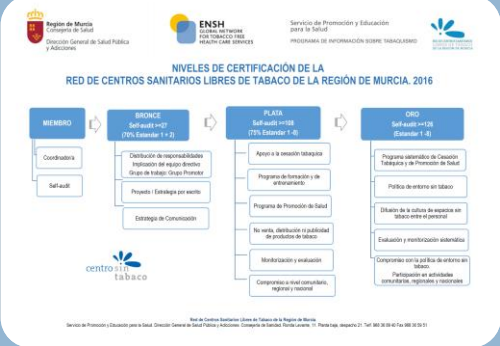 Región de Murcia
Consejería de Salud
Dirección General de Salud Pública
y Adicciones
ENSH
GLOBAL NETWORK
FOR TOBACCO FREE
HEALTH CARE SERVICES
Servicio de Promoción y Educación
para la Salud
PROGRAMA DE INFORMACIÓN SOBRE TABAQUISMO
NIVELES DE CERTIFICACIÓN DE LA
RED DE CENTROS SANITARIOS LIBRES DE TABACO DE LA REGIÓN DE MURCIA. 2016
MIEMBRO
Coordinador/a
Self-audit
BRONCE
Self-audit >=27
(70% Estandar 1 + 2)
Distribución de responsabilidades
Implicación del equipo directivo
Grupo de trabajo: Grupo Promotor
Proyecto / Estrategia por escrito
Estrategia de Comunicación
PLATA
Self-audit >=108
(75% Estandar 1 -8)
Apoyo a la cesación tabaquica
Programa de formación y de
entrenamiento
Programa de Promoción de Salud
No venta, distribución ni publicidad
de productos de tabaco
Monitorización y evaluación
Compromiso a nivel comunitario,
regional y nacional
ORO
Self-audit >=126
(Estandar 1 -8)
Programa sistemático de Cesación
Tabáquica y de Promoción de Salud
Política de entorno sin tabaco
Difusión de la cultura de espacios sin
tabaco entre el personal
Evaluación y monitorización sistemática
Compromiso con la política de entorno sin
tabaco.
Participación en actividades
comunitarias, regionales y nacionales
centro sin
tabaco
Red de Centros Sanitarios Libres de Tabaco de la Región de Murcia